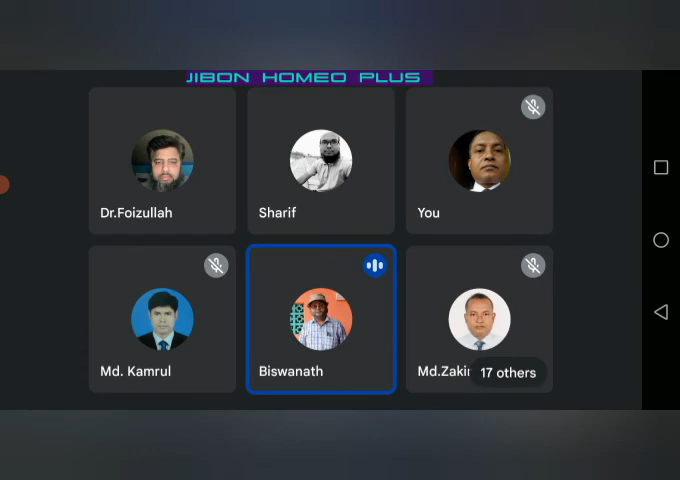 JIBON HOMEO PLUS
Dr.Foizullah
Sharif
You
Md. Kamrul
Biswanath
Md.Zakir
17 others